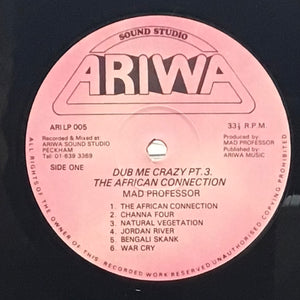 SOUND STUDIO
ARIWA
ARI LP 005
33⅓ R.P.M.
Recorded & Mixed at:
ARIWA SOUND STUDIO
PECKHAM
Tel: 01-639 3369
Produced by:
MAD PROFESSOR
Published by:
ARIWA MUSIC
SIDE ONE
DUB ME CRAZY PT.3.
THE AFRICAN CONNECTION
MAD PROFESSOR
1. THE AFRICAN CONNECTION
2. CHANNA FOUR
3. NATURAL VEGETATION
4. JORDAN RIVER
5. BENGALI SKANK
6. WAR CRY
ALL RIGHTS OF THE OWNER OF THIS RECORDED WORK RESERVED UNAUTHORISED COPYING PROHIBITED